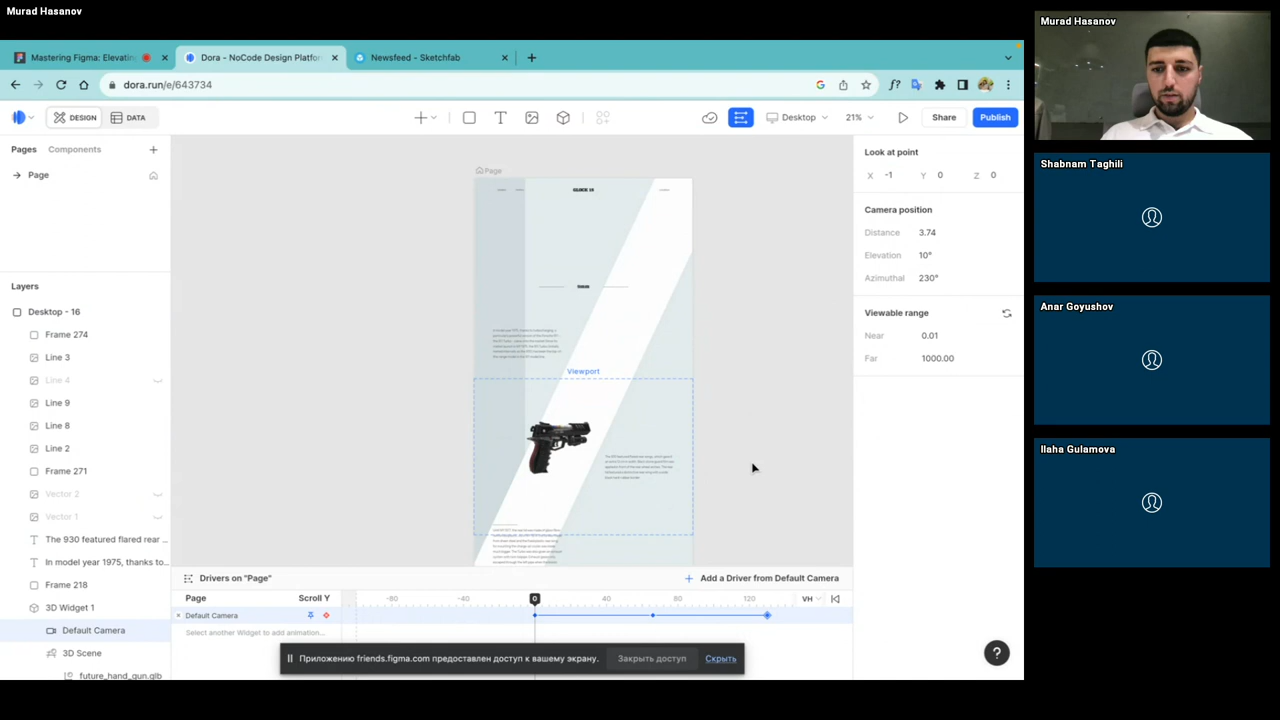 Murad Hasanov
Mastering Figma: Elevatin
Dora - NoCode Design Platfor
Newsfeed - Sketchfab
dora.run/e/643734
DESIGN
DATA
Desktop
21%
Share
Publish
Pages
Components
Page
Layers
Desktop - 16
Frame 274
Line 3
Line 4
Line 9
Line 8
Line 2
Frame 271
Vector 2
Vector 1
The 930 featured flared rear ...
In model year 1975, thanks to...
Frame 218
3D Widget 1
Default Camera
3D Scene
future_hand_gun.glb
Page
GLOCK 19
Viewport
Look at point
X -1 Y 0 Z 0
Camera position
Distance 3.74
Elevation 10°
Azimuthal 230°
Viewable range
Near 0.01
Far 1000.00
Drivers on "Page"
Add a Driver from Default Camera
Page Scroll Y
-80 -40 0 40 80 120
VH
Default Camera
Select another Widget to add animation...
Приложению friends.figma.com предоставлен доступ к вашему экрану.
Закрыть доступ
Скрыть
?
Murad Hasanov
Shabnam Taghili
Anar Goyushov
Ilaha Gulamova